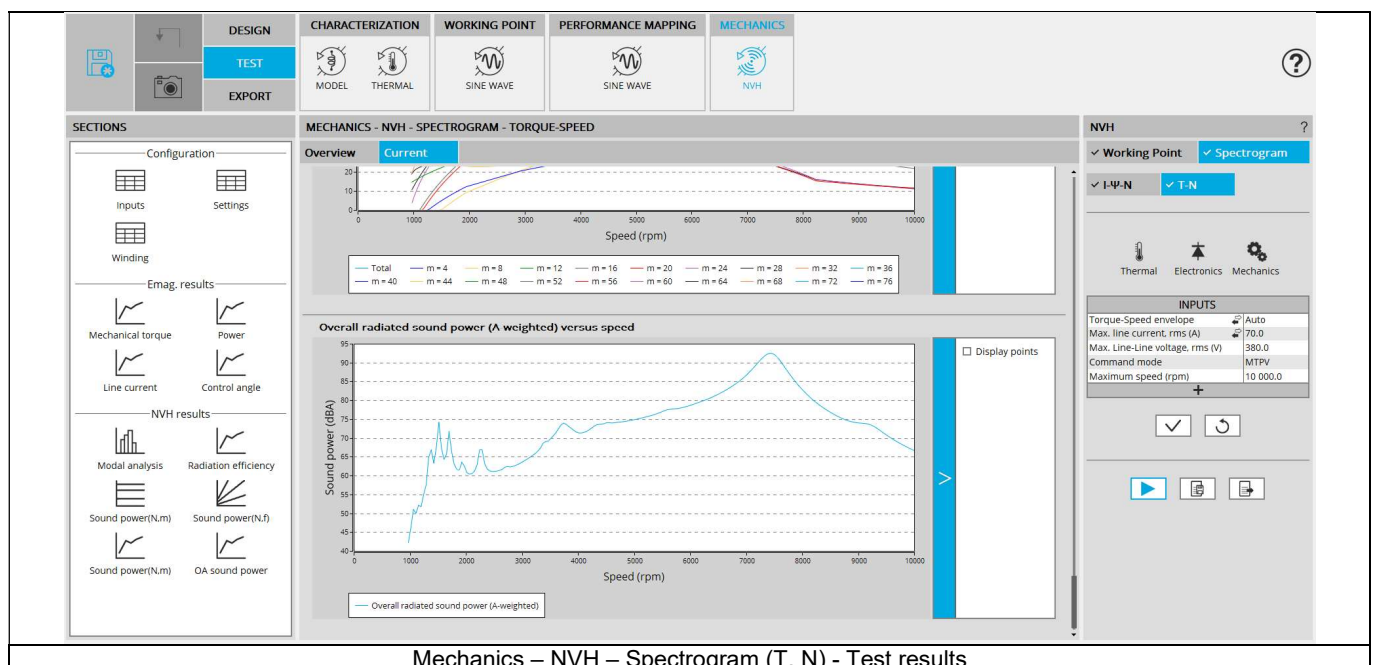 DESIGN
TEST
EXPORT
CHARACTERIZATION
MODEL THERMAL
WORKING POINT
SINE WAVE
PERFORMANCE MAPPING
SINE WAVE
MECHANICS
NVH
?
SECTIONS
Configuration
Inputs Settings
Winding
Emag. results
Mechanical torque Power
Line current Control angle
NVH results
Modal analysis Radiation efficiency
Sound power(N,m) Sound power(N,f)
Sound power(N.m) OA sound power
MECHANICS - NVH - SPECTROGRAM - TORQUE-SPEED
Overview Current
20
10
0
0 1000 2000 3000 4000 5000 6000 7000 8000 9000 10000
Speed (rpm)
Total m = 4 m = 8 m = 12 m = 16 m = 20 m = 24 m = 28 m = 32 m = 36
m = 40 m = 44 m = 48 m = 52 m = 56 m = 60 m = 64 m = 68 m = 72 m = 76
Overall radiated sound power (A weighted) versus speed
Sound power (dBA)
95
90
85
80
75
70
65
60
55
50
45
40
0 1000 2000 3000 4000 5000 6000 7000 8000 9000 10000
Speed (rpm)
Overall radiated sound power (A-weighted)
>
Display points
NVH ?
Working Point Spectrogram
I-Ψ-N T-N
Thermal Electronics Mechanics
INPUTS
Torque-Speed envelope Auto
Max. line current, rms (A) 70.0
Max. Line-Line voltage, rms (V) 380.0
Command mode MTPV
Maximum speed (rpm) 10 000.0
+
Mechanics – NVH – Spectrogram (T, N) - Test results